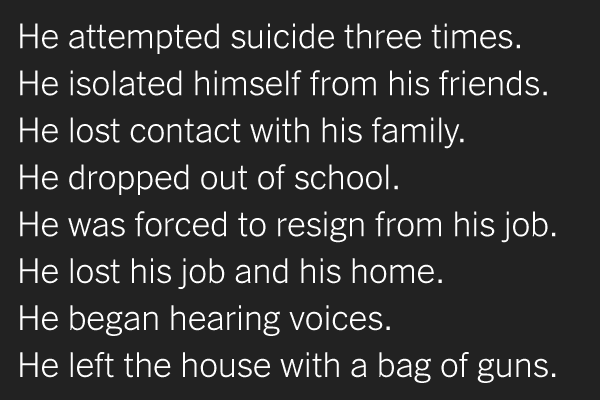 He attempted suicide three times.
He isolated himself from his friends.
He lost contact with his family.
He dropped out of school.
He was forced to resign from his job.
He lost his job and his home.
He began hearing voices.
He left the house with a bag of guns.